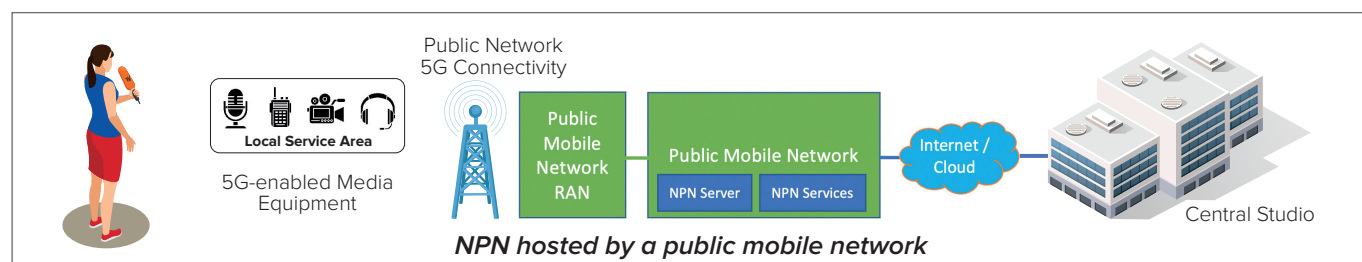 Local Service Area
5G-enabled Media
Equipment
Public Network
5G Connectivity
Public
Mobile
Network
RAN
Public Mobile Network
NPN Server
NPN Services
Internet /
Cloud
Central Studio
NPN hosted by a public mobile network